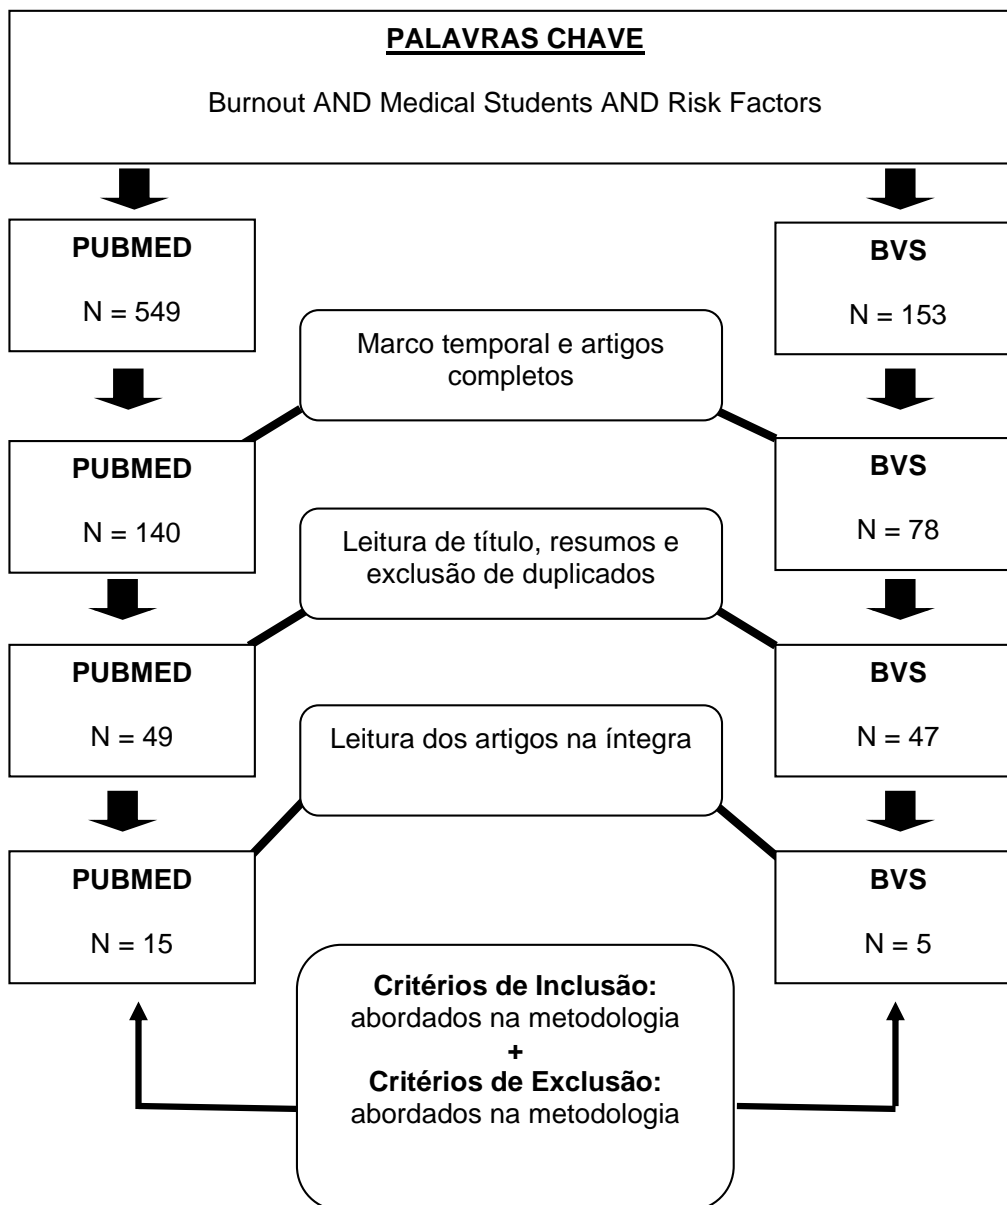 PALAVRAS CHAVE
Burnout AND Medical Students AND Risk Factors
PUBMED
N = 549
BVS
N = 153
Marco temporal e artigos
completos
PUBMED
N = 140
BVS
N = 78
Leitura de título, resumos e
exclusão de duplicados
PUBMED
N = 49
BVS
N = 47
Leitura dos artigos na íntegra
PUBMED
N = 15
BVS
N = 5
Critérios de Inclusão:
abordados na metodologia
+
Critérios de Exclusão:
abordados na metodologia